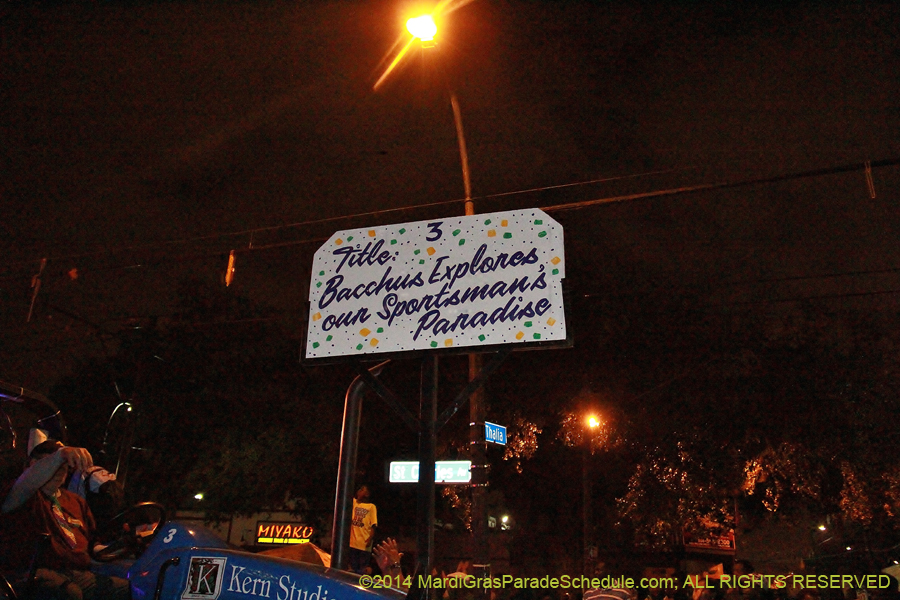 3
Title:
Bacchus Explores
our Sportsman's
Paradise
Thalia
St Charles
MIYAKO
3
K Kern Studios
©2014 MardiGrasParadeSchedule.com; ALL RIGHTS RESERVED